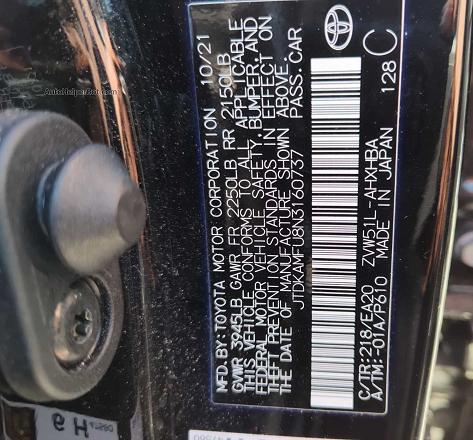 AutoHelperBot.com
MFD.BY: TOYOTA MOTOR CORPORATION 10/21
GVWR 3945LB GAWR FR 2250LB RR 2150LB
THIS VEHICLE CONFORMS TO ALL APPLICABLE
FEDERAL MOTOR VEHICLE SAFETY, BUMPER, AND
THEFT PREVENTION STANDARDS IN EFFECT ON
THE DATE OF MANUFACTURE SHOWN ABOVE.
JTDKAMFU8N3160737 PASS. CAR
C/TR:218/EA20 ZVW51L-AHXHBA
A/TM:-01A/P610 MADE IN JAPAN 128 C